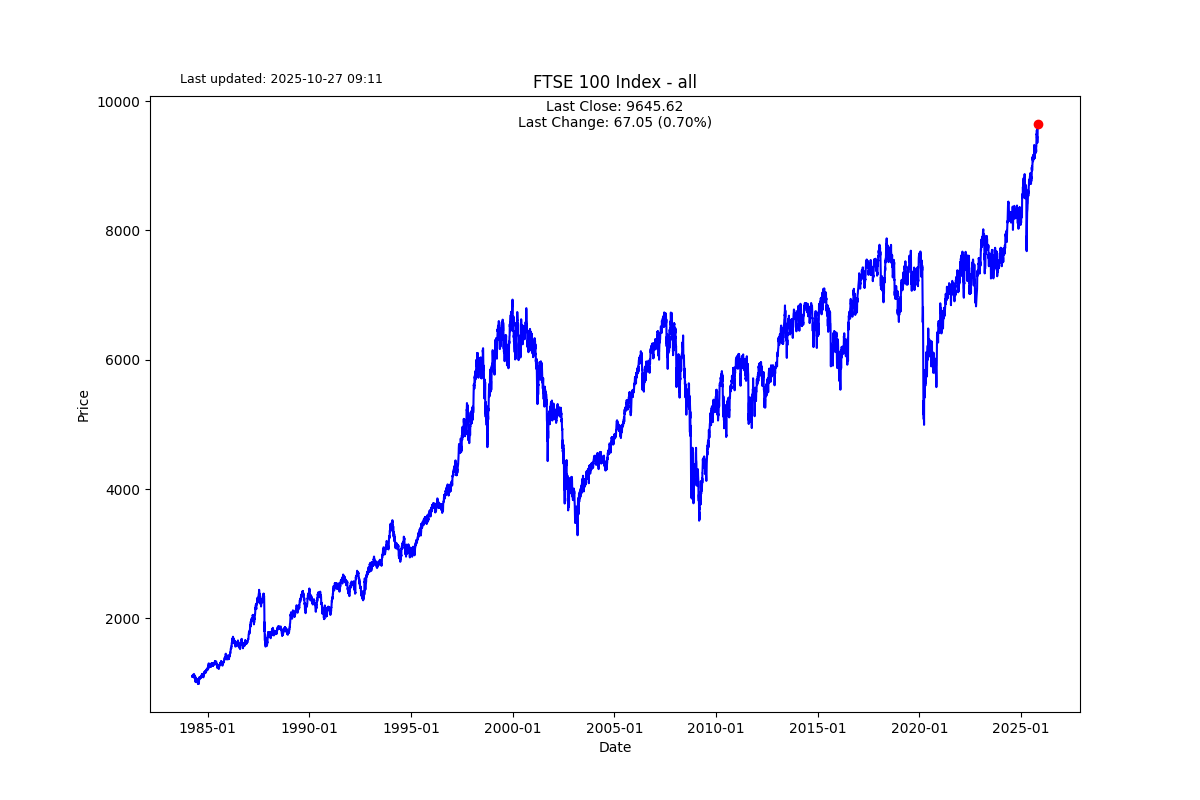 Last updated: 2025-10-27 09:11
FTSE 100 Index - all
Last Close: 9645.62
Last Change: 67.05 (0.70%)
10000
8000
6000
4000
2000
Price
1985-01 1990-01 1995-01 2000-01 2005-01 2010-01 2015-01 2020-01 2025-01
Date